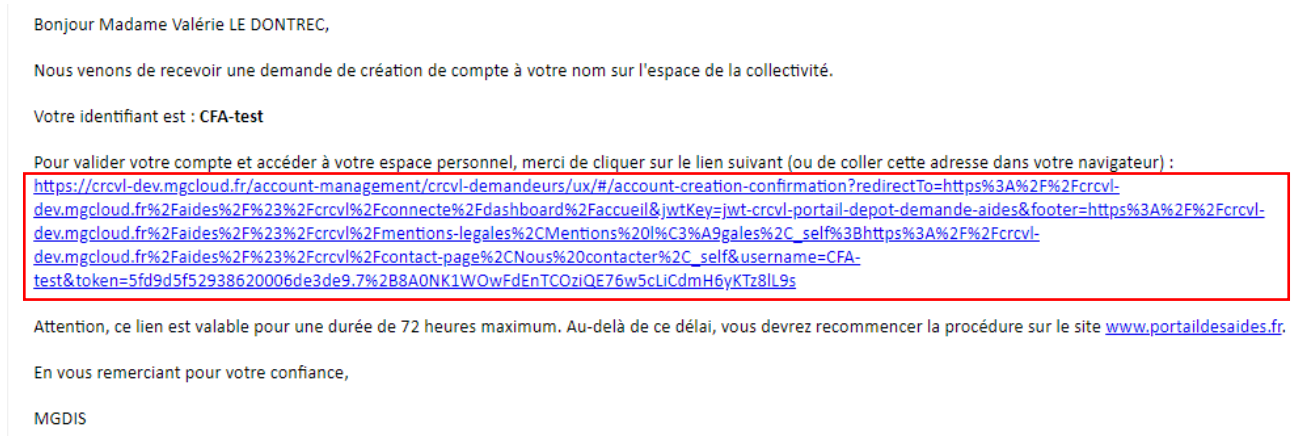 Bonjour Madame Valérie LE DONTREC,
Nous venons de recevoir une demande de création de compte à votre nom sur l'espace de la collectivité.
Votre identifiant est : CFA-test
Pour valider votre compte et accéder à votre espace personnel, merci de cliquer sur le lien suivant (ou de coller cette adresse dans votre navigateur) :
https://crcvl-dev.mgcloud.fr/account-management/crcvl-demandeurs/ux/#/account-creation-confirmation?redirectTo=https%3A%2F%2Fcrcvl-
dev.mgcloud.fr%2Faides%2F%23%2Fcrcvl%2Fconnecte%2Fdashboard%2Faccueil&jwtKey=jwt-crcvl-portail-depot-demande-aides&footer=https%3A%2F%2Fcrcvl-
dev.mgcloud.fr%2Faides%2F%23%2Fcrcvl%2Fmentions-legales%2CMentions%20l%C3%A9gales%2C_self%3Bhttps%3A%2F%2Fcrcvl-
dev.mgcloud.fr%2Faides%2F%23%2Fcrcvl%2Fcontact-page%2CNous%20contacter%2C_self&username=CFA-
test&token=5fd9d5f52938620006de3de9.7%2B8A0NK1WOwFdEnTCOziQE76w5cLiCdmH6yKTz8lL9s
Attention, ce lien est valable pour une durée de 72 heures maximum. Au-delà de ce délai, vous devrez recommencer la procédure sur le site www.portaildesaides.fr.
En vous remerciant pour votre confiance,
MGDIS